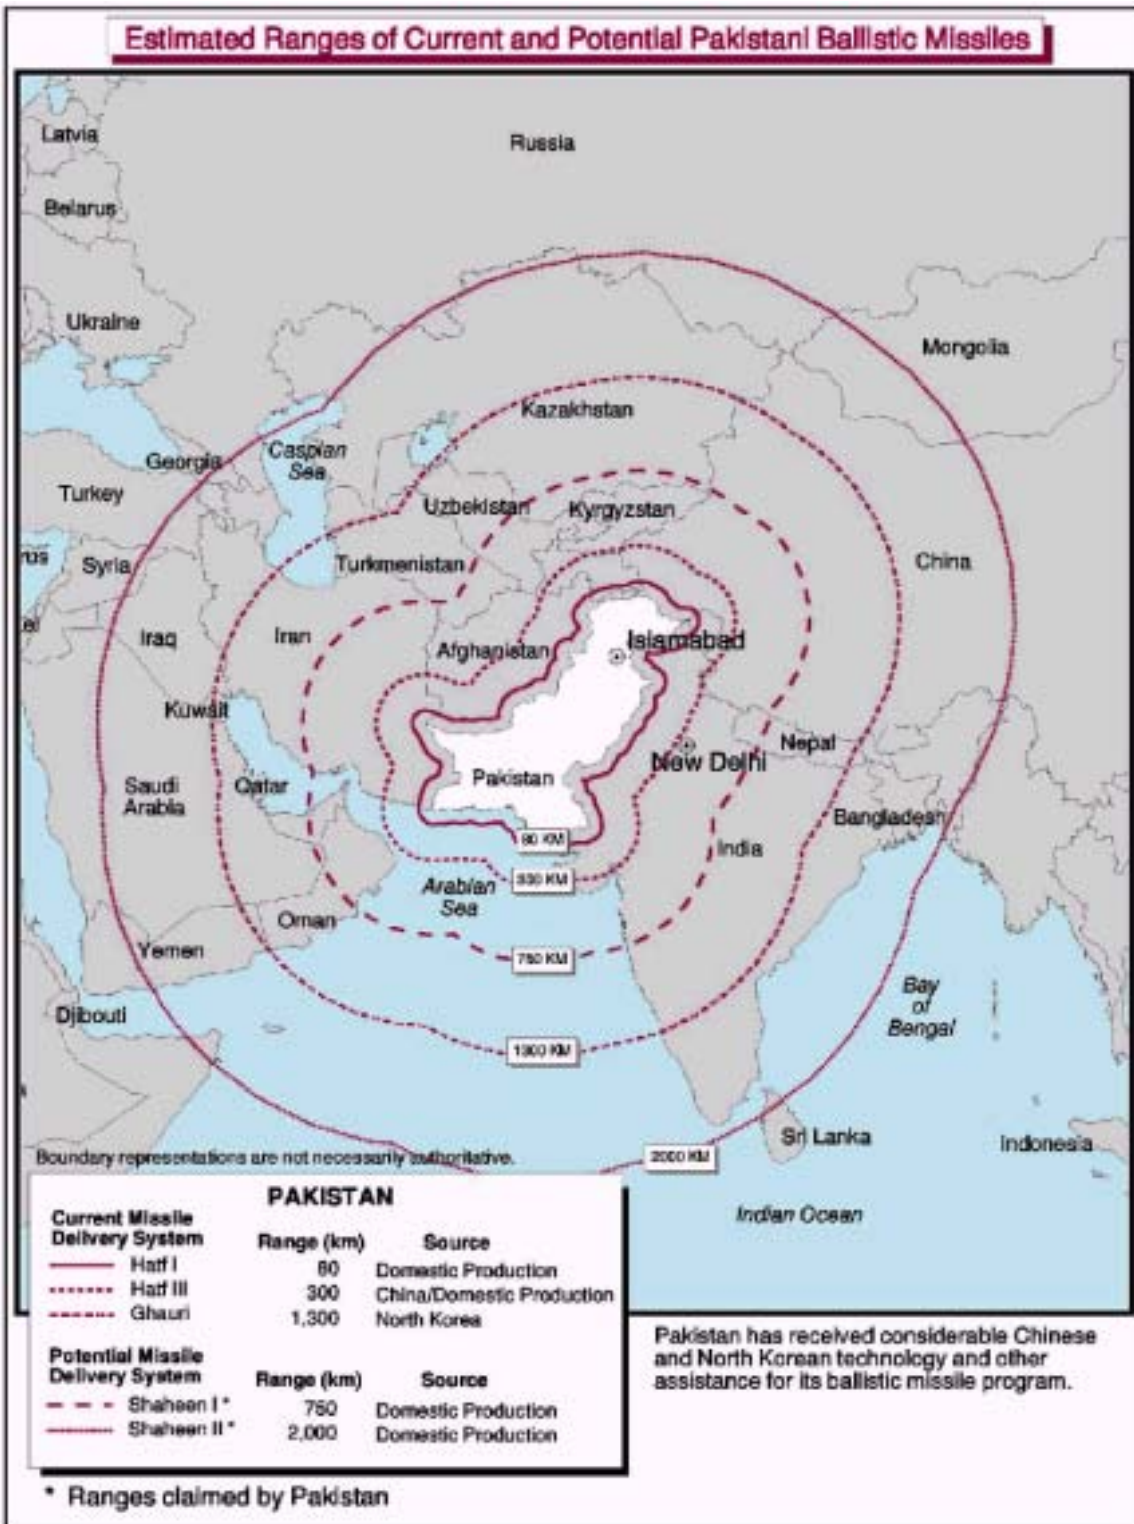 Estimated Ranges of Current and Potential Pakistani Ballistic Missiles
Latvia
Russia
Belarus
Ukraine
Mongolia
Kazakhstan
Caspian
Sea
Georgia
Turkey
Uzbekistan
Kyrgyzstan
rus
Syria
Turkmenistan
China
el
Iraq
Iran
Afghanistan
Islamabad
Kuwait
Nepal
New Delhi
Pakistan
Saudi
Arabia
Qatar
Bangladesh
80 KM
India
300 KM
Arabian
Sea
Oman
Yemen
750 KM
Bay
of
Bengal
Djibouti
1300 KM
Sri Lanka
Indonesia
2000 KM
Boundary representations are not necessarily authoritative.
Indian Ocean
PAKISTAN
Current Missile
Delivery System Range (km) Source
Hatf I 80 Domestic Production
Hatf III 300 China/Domestic Production
Ghauri 1,300 North Korea
Potential Missile
Delivery System Range (km) Source
Shaheen I * 750 Domestic Production
Shaheen II * 2,000 Domestic Production
Pakistan has received considerable Chinese
and North Korean technology and other
assistance for its ballistic missile program.
* Ranges claimed by Pakistan